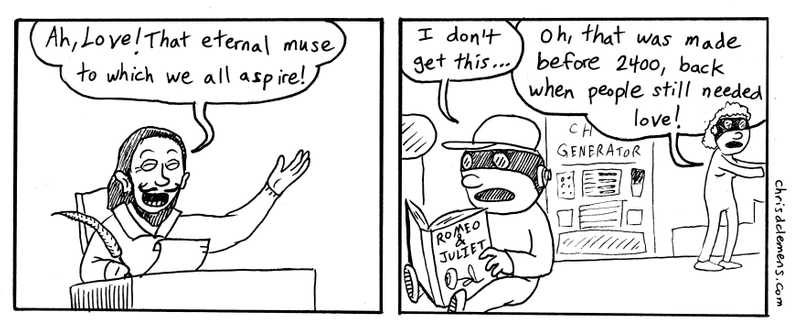 Ah, Love! That eternal muse
to which we all aspire!
I don't
get this...
Oh, that was made
before 2400, back
when people still needed
love!
CH
GENERATOR
ROMEO
&
JULIET
chrisdclemens.com